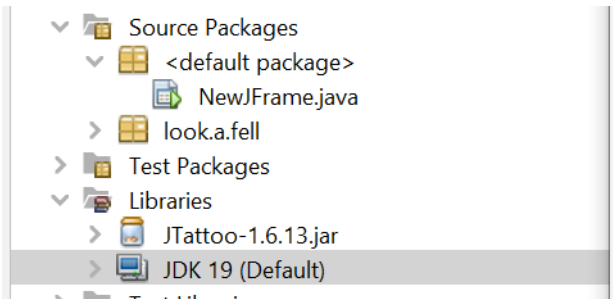 Source Packages
<default package>
NewJFrame.java
look.a.fell
Test Packages
Libraries
JTattoo-1.6.13.jar
JDK 19 (Default)